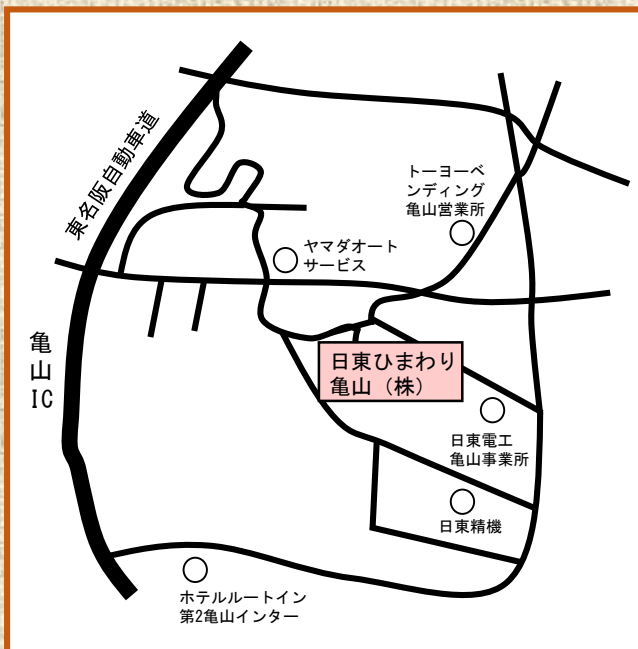 東名阪自動車道
トーヨーベ
ンディング
亀山営業所
ヤマダオート
サービス
亀山IC
日東ひまわり
亀山（株）
日東電工
亀山事業所
日東精機
ホテルルートイン
第2亀山インター